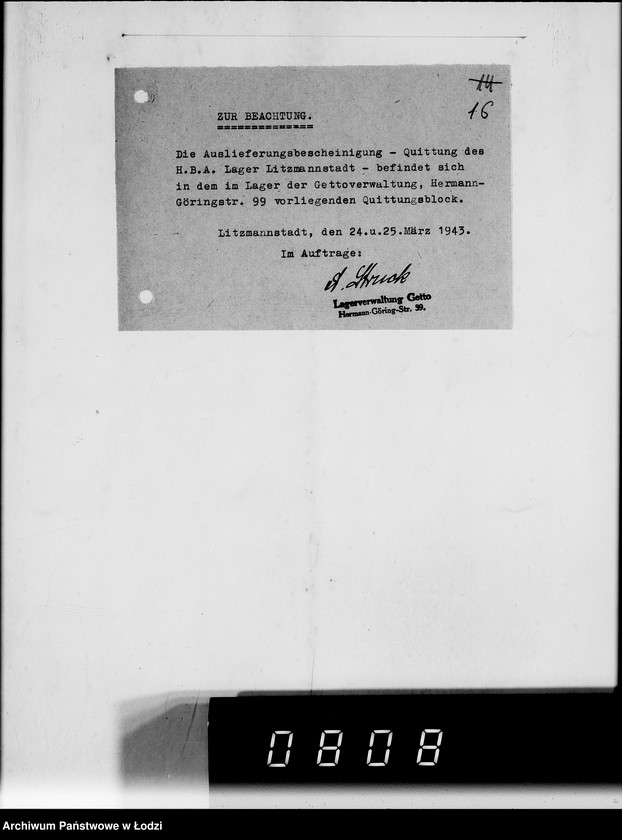 14
16
ZUR BEACHTUNG.
Die Auslieferungsbescheinigung - Quittung des
H.B.A. Lager Litzmannstadt - befindet sich
in dem im Lager der Gettoverwaltung, Hermann-
Göringstr. 99 vorliegenden Quittungsblock.
Litzmannstadt, den 24.u.25.März 1943.
Im Auftrage:
A. Struck
Lagerverwaltung Getto
Hermann-Göring-Str. 99.
0808
Archiwum Państwowe w Łodzi